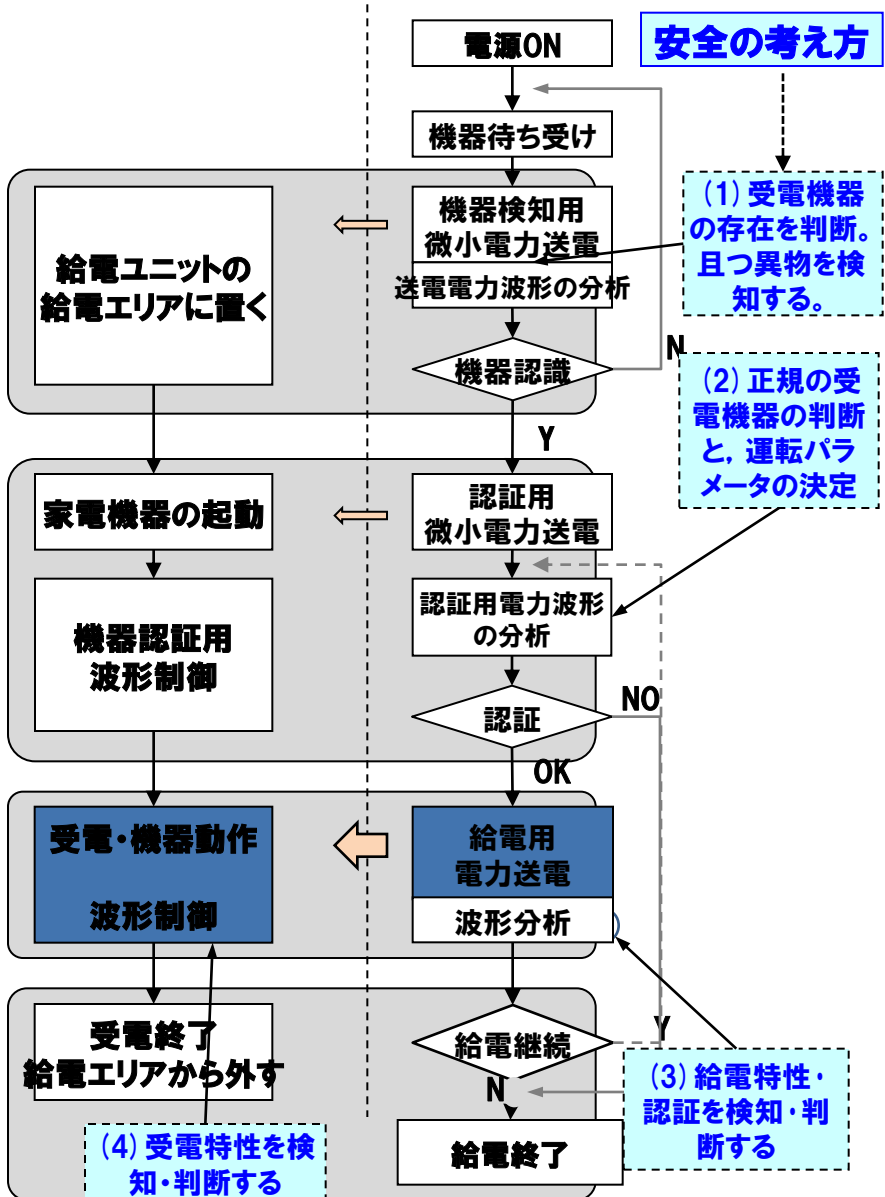 電源ON
安全の考え方
機器待ち受け
(1)受電機器
の存在を判断。
且つ異物を検
知する。
給電ユニットの
給電エリアに置く
機器検知用
微小電力送電
送電電力波形の分析
機器認識
N
Y
(2)正規の受
電機器の判断
と,運転パラ
メータの決定
家電機器の起動
認証用
微小電力送電
機器認証用
波形制御
認証用電力波形
の分析
認証
NO
OK
受電・機器動作
波形制御
給電用
電力送電
波形分析
受電終了
給電エリアから外す
給電継続
Y
N
給電終了
(3)給電特性・
認証を検知・判
断する
(4)受電特性を検
知・判断する